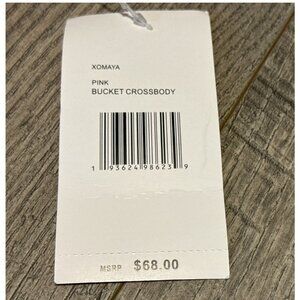 XOMAYA
PINK
BUCKET CROSSBODY
1 93624 98623 9
MSRP $68.00